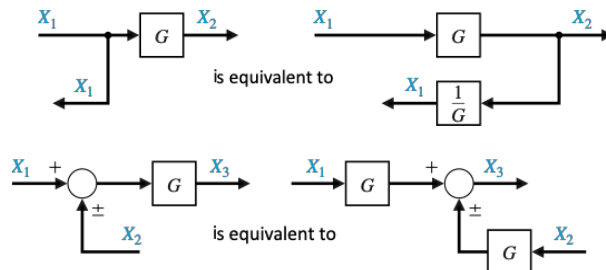 X₁ G X₂ X₁ G X₂
X₁ is equivalent to X₁ 1/G
X₁ + G X₃ X₁ G + X₃
± X₂ is equivalent to ± G X₂